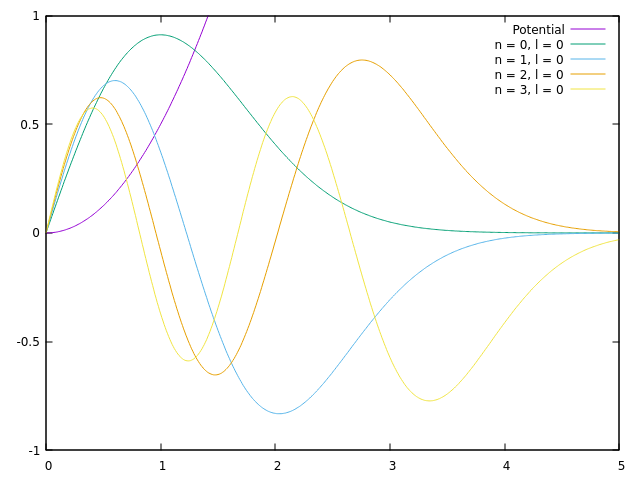 1
0.5
0
-0.5
-1
0 1 2 3 4 5
Potential
n = 0, l = 0
n = 1, l = 0
n = 2, l = 0
n = 3, l = 0